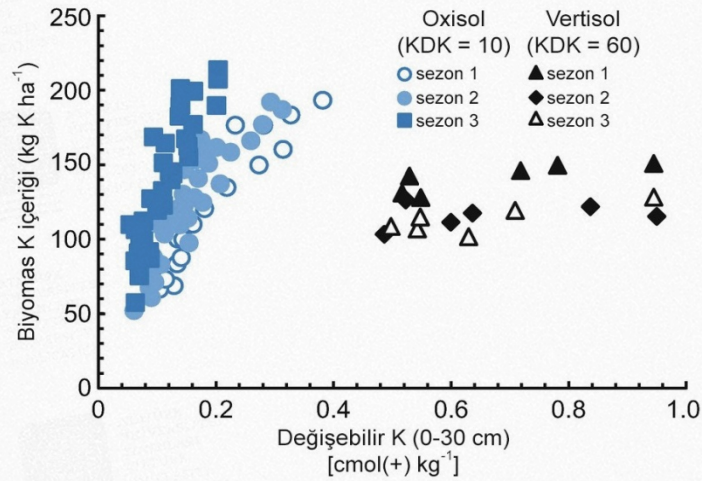 Oxisol Vertisol
(KDK = 10) (KDK = 60)
sezon 1 sezon 1
sezon 2 sezon 2
sezon 3 sezon 3
250
200
150
100
50
0
Biyomas K içeriği (kg K ha⁻¹)
0 0.2 0.4 0.6 0.8 1.0
Değişebilir K (0-30 cm)
[cmol(+) kg⁻¹]